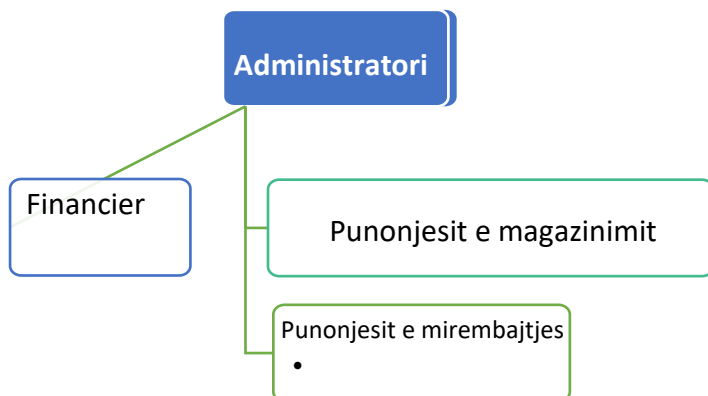 Administratori
Financier
Punonjesit e magazinimit
Punonjesit e mirembajtjes
•